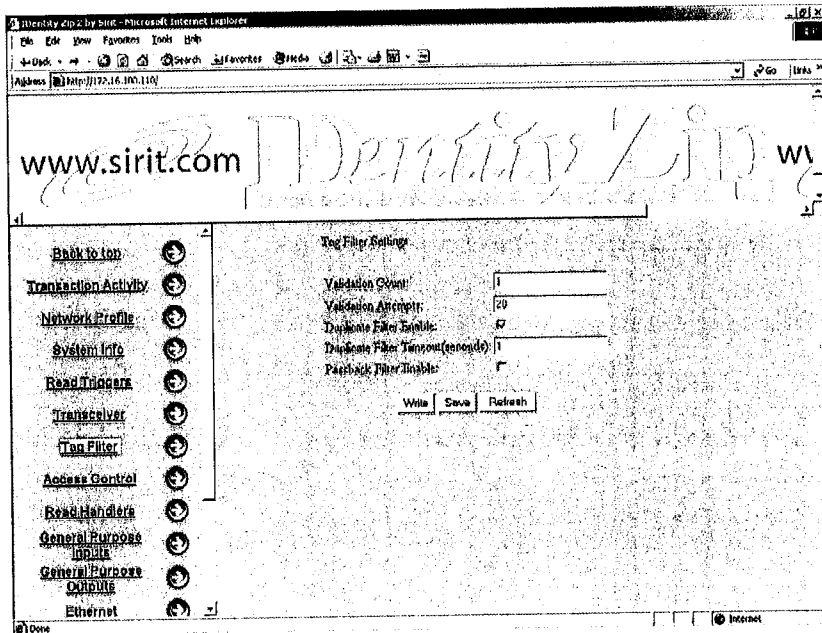 IDentity Zip 2 by Sirit - Microsoft Internet Explorer
File Edit View Favorites Tools Help
Back Search Favorites Media
Address http://172.16.100.110/ Go Links
www.sirit.com IDentity Zip ww
Back to top
Transaction Activity
Network Profile
System Info
Read Triggers
Transceiver
Tag Filter
Access Control
Read Handlers
General Purpose
Inputs
General Purpose
Outputs
Ethernet
Tag Filter Settings
Validation Count: 1
Validation Attempts: 20
Duplicate Filter Enable:
Duplicate Filter Timeout(seconds): 1
Passback Filter Enable:
Write Save Refresh
Done Internet